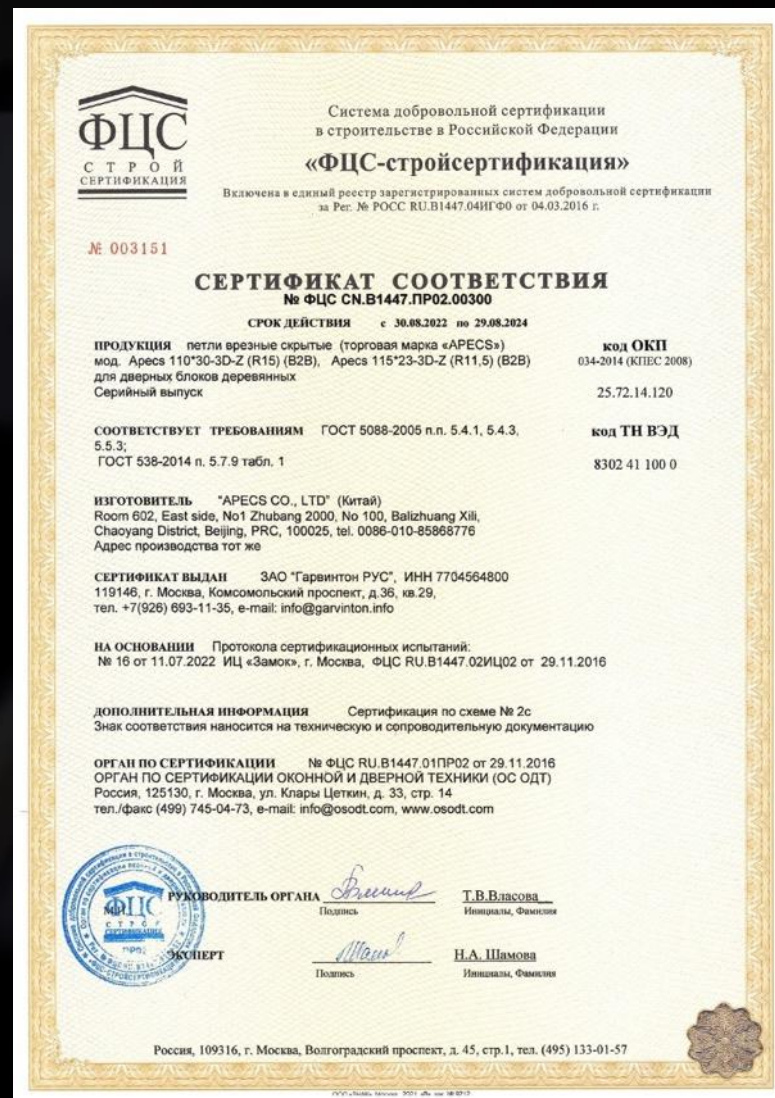 ФЦС
СТРОЙ
СЕРТИФИКАЦИЯ
Система добровольной сертификации
в строительстве в Российской Федерации
«ФЦС-стройсертификация»
Включена в единый реестр зарегистрированных систем добровольной сертификации
за Рег. № РОСС RU.В1447.04ИГФ0 от 04.03.2016 г.
№ 003151
СЕРТИФИКАТ СООТВЕТСТВИЯ
№ ФЦС CN.В1447.ПР02.00300
СРОК ДЕЙСТВИЯ с 30.08.2022 по 29.08.2024
ПРОДУКЦИЯ петли врезные скрытые (торговая марка «APECS») код ОКП
мод. Apecs 110*30-3D-Z (R15) (B2B), Apecs 115*23-3D-Z (R11,5) (B2B) 034-2014 (КПЕС 2008)
для дверных блоков деревянных
Серийный выпуск 25.72.14.120
СООТВЕТСТВУЕТ ТРЕБОВАНИЯМ ГОСТ 5088-2005 п.п. 5.4.1, 5.4.3, код ТН ВЭД
5.5.3;
ГОСТ 538-2014 п. 5.7.9 табл. 1 8302 41 100 0
ИЗГОТОВИТЕЛЬ "APECS CO., LTD" (Китай)
Room 602, East side, No1 Zhubang 2000, No 100, Balizhuang Xili,
Chaoyang District, Beijing, PRC, 100025, tel. 0086-010-85868776
Адрес производства тот же
СЕРТИФИКАТ ВЫДАН ЗАО "Гарвинтон РУС", ИНН 7704564800
119146, г. Москва, Комсомольский проспект, д.36, кв.29,
тел. +7(926) 693-11-35, e-mail: info@garvinton.info
НА ОСНОВАНИИ Протокола сертификационных испытаний:
№ 16 от 11.07.2022 ИЦ «Замок», г. Москва, ФЦС RU.В1447.02ИЦ02 от 29.11.2016
ДОПОЛНИТЕЛЬНАЯ ИНФОРМАЦИЯ Сертификация по схеме № 2с
Знак соответствия наносится на техническую и сопроводительную документацию
ОРГАН ПО СЕРТИФИКАЦИИ № ФЦС RU.В1447.01ПР02 от 29.11.2016
ОРГАН ПО СЕРТИФИКАЦИИ ОКОННОЙ И ДВЕРНОЙ ТЕХНИКИ (ОС ОДТ)
Россия, 125130, г. Москва, ул. Клары Цеткин, д. 33, стр. 14
тел./факс (499) 745-04-73, e-mail: info@osodt.com, www.osodt.com
РУКОВОДИТЕЛЬ ОРГАНА Т.В.Власова
Подпись Инициалы, Фамилия
М.П.
ФЦС
СТРОЙ
СЕРТИФИКАЦИЯ
ПР02
ЭКСПЕРТ Н.А. Шамова
Подпись Инициалы, Фамилия
Россия, 109316, г. Москва, Волгоградский проспект, д. 45, стр.1, тел. (495) 133-01-57